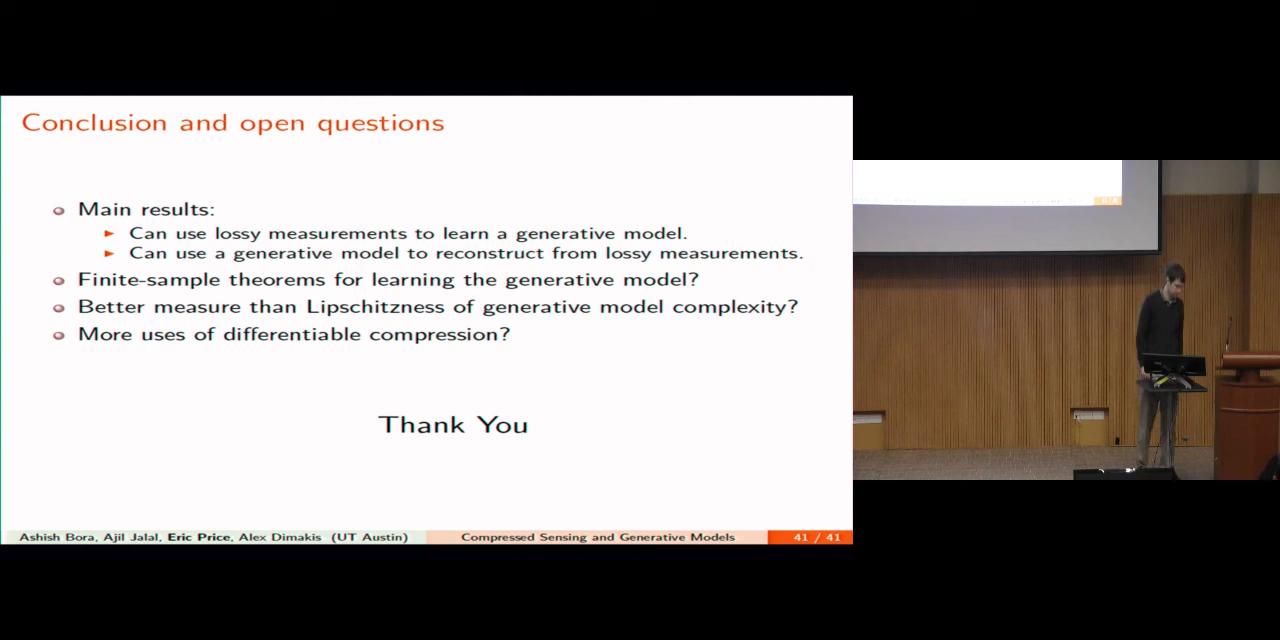 Conclusion and open questions
Main results:
Can use lossy measurements to learn a generative model.
Can use a generative model to reconstruct from lossy measurements.
Finite-sample theorems for learning the generative model?
Better measure than Lipschitzness of generative model complexity?
More uses of differentiable compression?
Thank You
Ashish Bora, Ajil Jalal, Eric Price, Alex Dimakis (UT Austin)
Compressed Sensing and Generative Models
41 / 41